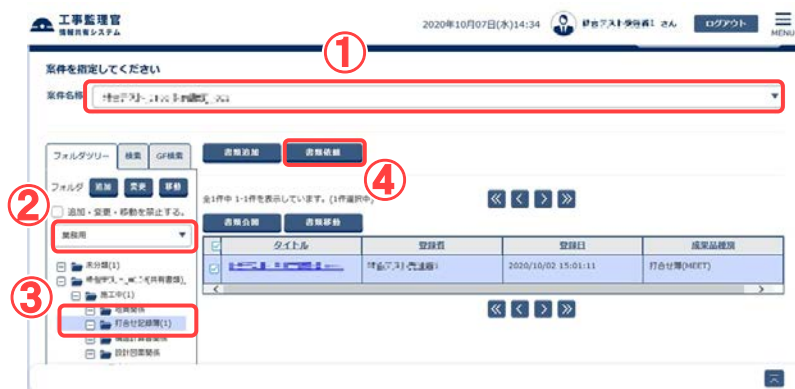 工事監理官
情報共有システム
2020年10月07日(水)14:34
さん
ログアウト
MENU
①
案件を指定してください
案件名称
フォルダツリー
検索
GF検索
書類追加
書類依頼
④
フォルダ
追加
変更
移動
全1件中 1-1件を表示しています。(1件選択中)
②
追加・変更・移動を禁止する。
書類公開
書類移動
業務用
タイトル
登録者
登録日
成果品種別
2020/10/02 15:01:11
打合せ簿(MEET)
未分類(1)
(共有書類)
③
施工中(1)
打合せ記録簿(1)
設計図面関係